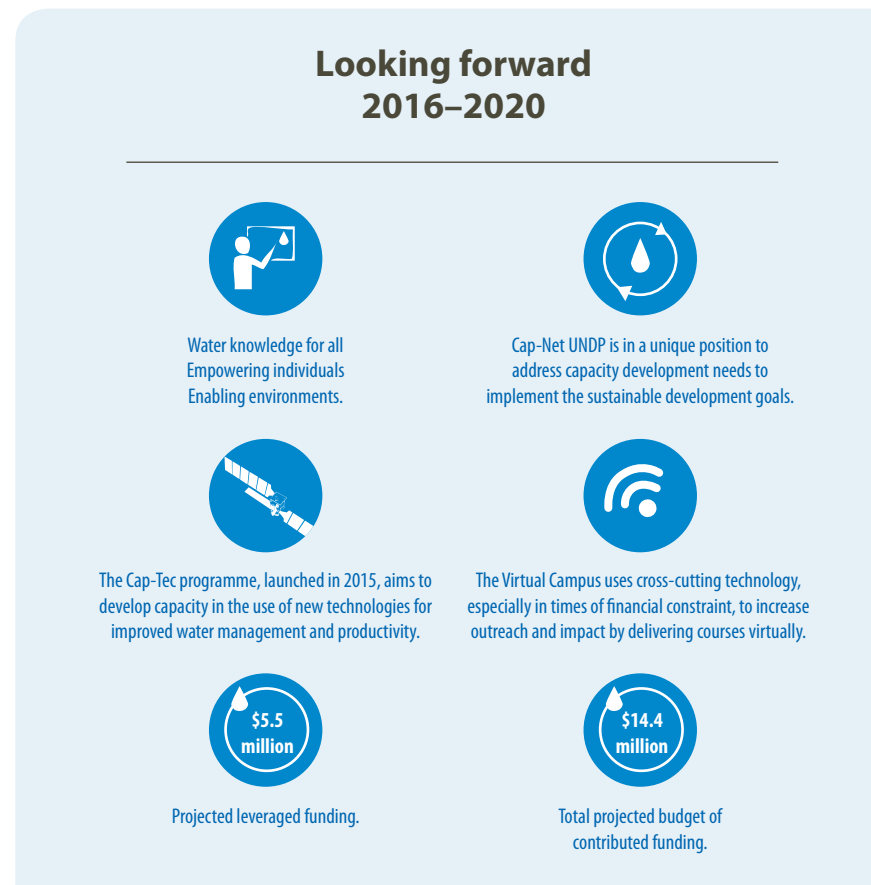 Looking forward
2016–2020
Water knowledge for all
Empowering individuals
Enabling environments.
Cap-Net UNDP is in a unique position to
address capacity development needs to
implement the sustainable development goals.
The Cap-Tec programme, launched in 2015, aims to
develop capacity in the use of new technologies for
improved water management and productivity.
The Virtual Campus uses cross-cutting technology,
especially in times of financial constraint, to increase
outreach and impact by delivering courses virtually.
$5.5
million
Projected leveraged funding.
$14.4
million
Total projected budget of
contributed funding.